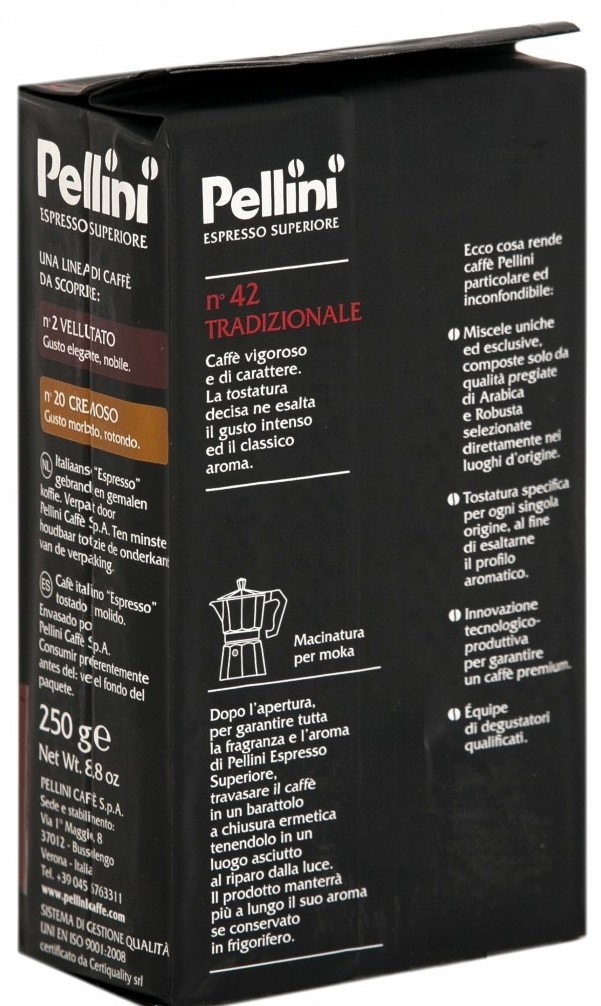 Pellini
ESPRESSO SUPERIORE
UNA LINEA DI CAFFÈ
DA SCOPRIRE:
n° 2 VELLUTATO
Gusto elegante, nobile.
n° 20 CREMOSO
Gusto morbido, rotondo.
NL Italiaans "Espresso"
gebrand en gemalen
koffie. Verpakt door
Pellini Caffè S.p.A. Ten minste
houdbaar tot zie de onderkant
van de verpakking.
ES Cafè italiano "Espresso"
tostado molido.
Envasado por
Pellini Caffè S.p.A.
Consumir preferentemente
antes del: ver el fondo del
paquete.
250 g e
Net Wt. 8.8 oz
PELLINI CAFFÈ S.p.A.
Sede e stabilimento:
Via 1° Maggio, 8
37012 - Bussolengo
Verona - Italia
Tel. +39 045 6763311
www.pellinicaffe.com
SISTEMA DI GESTIONE QUALITÀ
UNI EN ISO 9001:2008
certificato da Certiquality srl
Pellini
ESPRESSO SUPERIORE
n° 42
TRADIZIONALE
Caffè vigoroso
e di carattere.
La tostatura
decisa ne esalta
il gusto intenso
ed il classico
aroma.
Macinatura
per moka
Dopo l'apertura,
per garantire tutta
la fragranza e l'aroma
di Pellini Espresso
Superiore,
travasare il caffè
in un barattolo
a chiusura ermetica
tenendolo in un
luogo asciutto
al riparo dalla luce.
Il prodotto manterrà
più a lungo il suo aroma
se conservato
in frigorifero.
Ecco cosa rende
caffè Pellini
particolare ed
inconfondibile:
Miscele uniche
ed esclusive,
composte solo da
qualità pregiate
di Arabica
e Robusta
selezionate
direttamente nei
luoghi d'origine.
Tostatura specifica
per ogni singola
origine, al fine
di esaltarne
il profilo
aromatico.
Innovazione
tecnologico-
produttiva
per garantire
un caffè premium.
Équipe
di degustatori
qualificati.